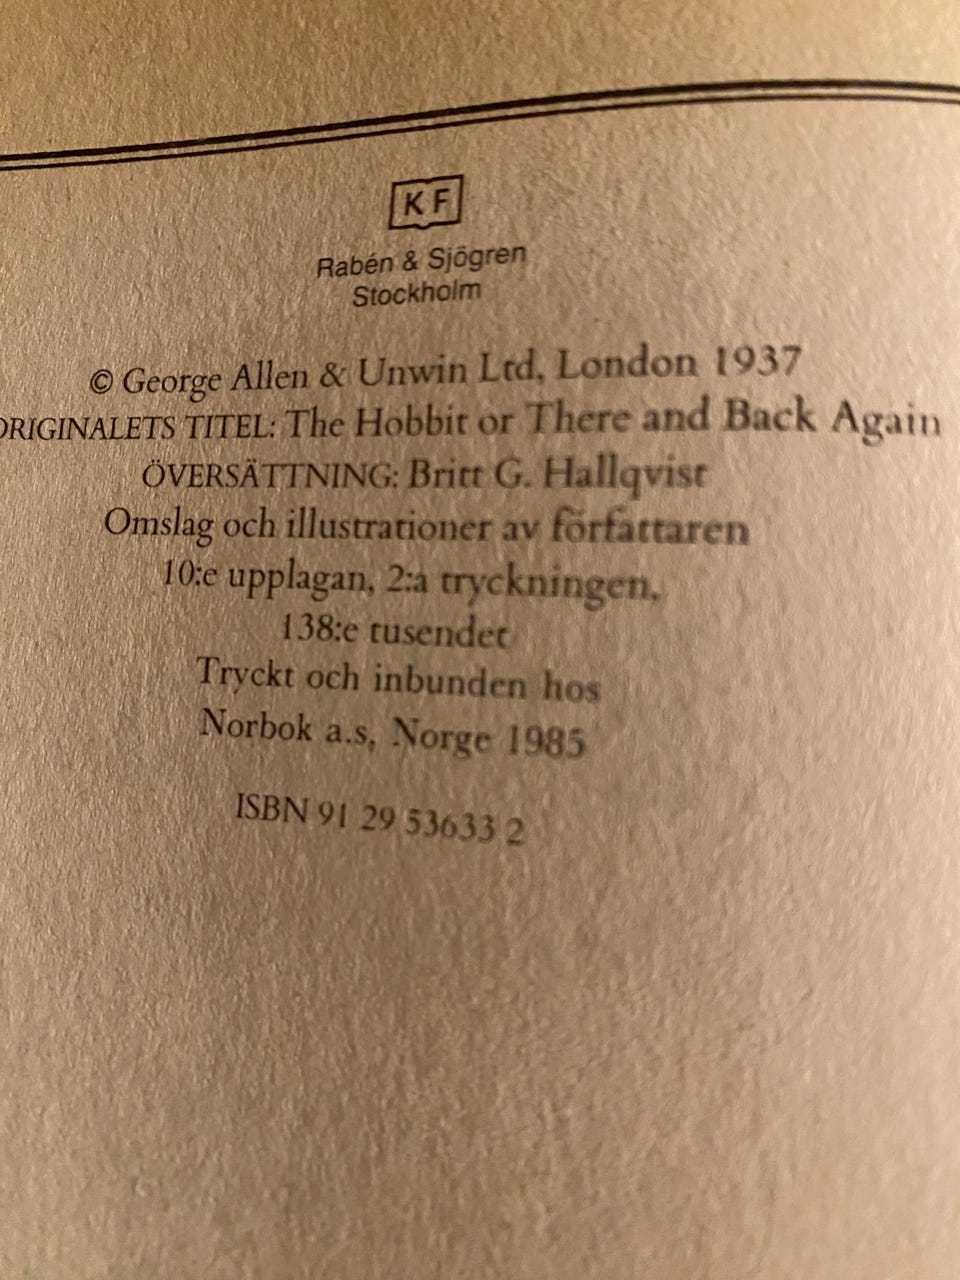 KF
Rabén & Sjögren
Stockholm
© George Allen & Unwin Ltd, London 1937
ORIGINALETS TITEL: The Hobbit or There and Back Again
ÖVERSÄTTNING: Britt G. Hallqvist
Omslag och illustrationer av författaren
10:e upplagan, 2:a tryckningen,
138:e tusendet
Tryckt och inbunden hos
Norbok a.s, Norge 1985
ISBN 91 29 53633 2